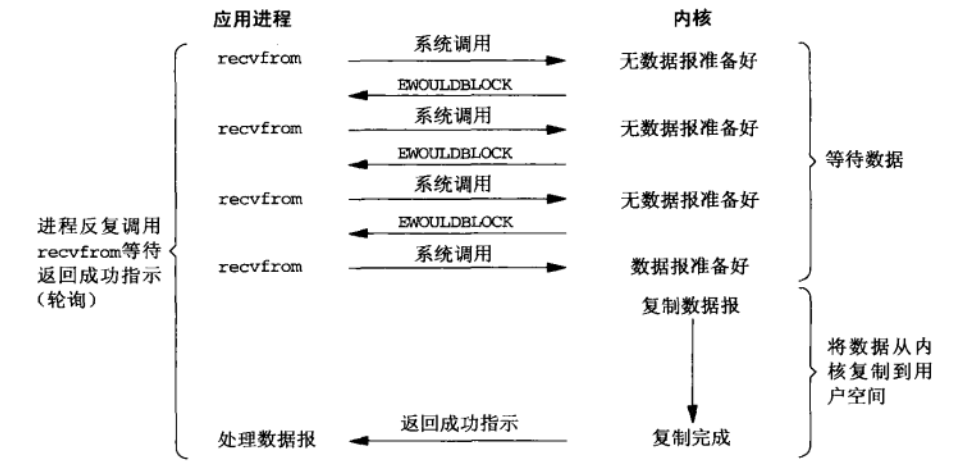 应用进程
内核
recvfrom
系统调用
无数据报准备好
EWOULDBLOCK
recvfrom
系统调用
无数据报准备好
EWOULDBLOCK
等待数据
recvfrom
系统调用
无数据报准备好
EWOULDBLOCK
进程反复调用
recvfrom等待
返回成功指示
(轮询)
recvfrom
系统调用
数据报准备好
复制数据报
将数据从内
核复制到用
户空间
处理数据报
返回成功指示
复制完成